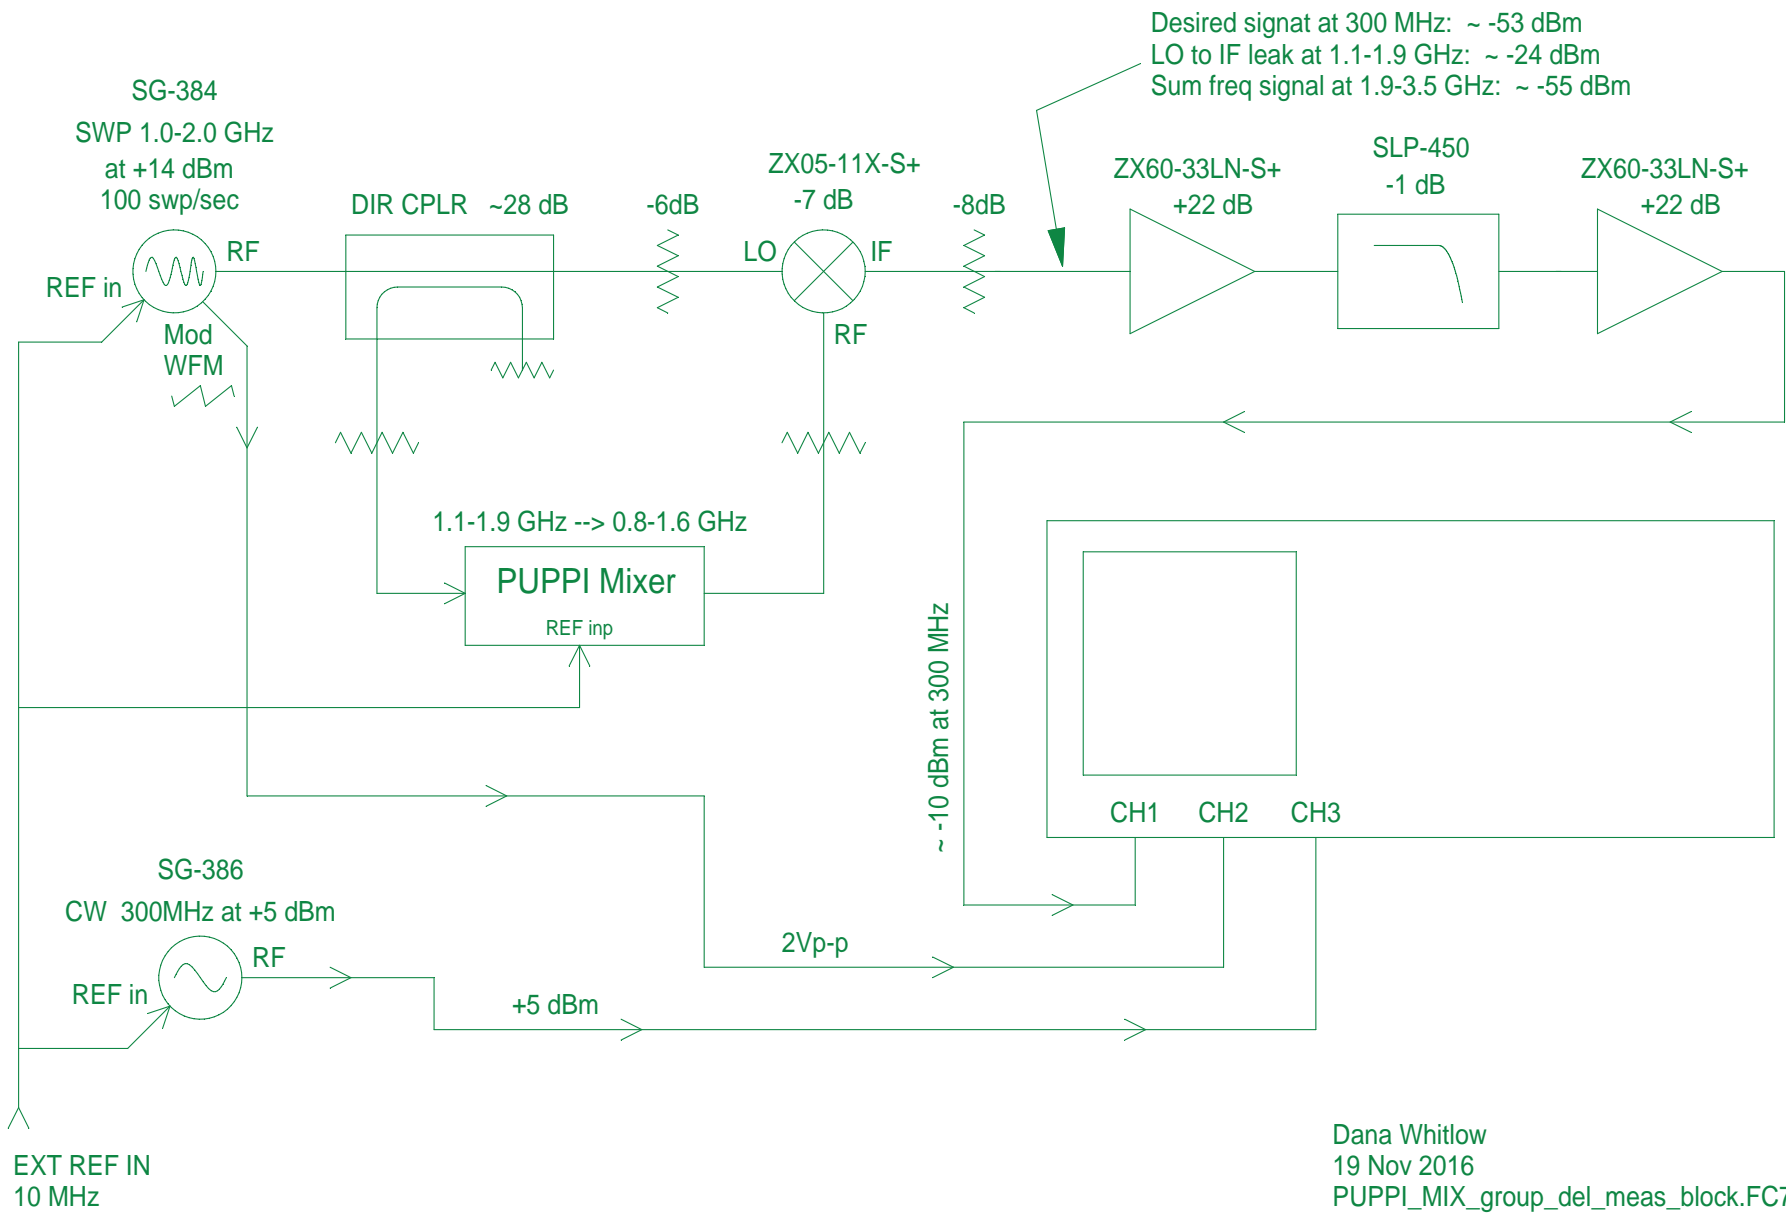 Desired signat at 300 MHz:  ~ -53 dBm
LO to IF leak at 1.1-1.9 GHz:  ~ -24 dBm
Sum freq signal at 1.9-3.5 GHz:  ~ -55 dBm
SG-384
SWP 1.0-2.0 GHz
at +14 dBm
100 swp/sec
DIR CPLR   ~28 dB
-6dB
ZX05-11X-S+
-7 dB
-8dB
ZX60-33LN-S+
+22 dB
SLP-450
-1 dB
ZX60-33LN-S+
+22 dB
RF
LO
IF
REF in
RF
Mod
WFM
1.1-1.9 GHz --> 0.8-1.6 GHz
PUPPI Mixer
REF inp
~ -10 dBm at 300 MHz
CH1
CH2
CH3
SG-386
CW  300MHz at +5 dBm
RF
REF in
2Vp-p
+5 dBm
EXT REF IN
10 MHz
Dana Whitlow
19 Nov 2016
PUPPI_MIX_group_del_meas_block.FC7